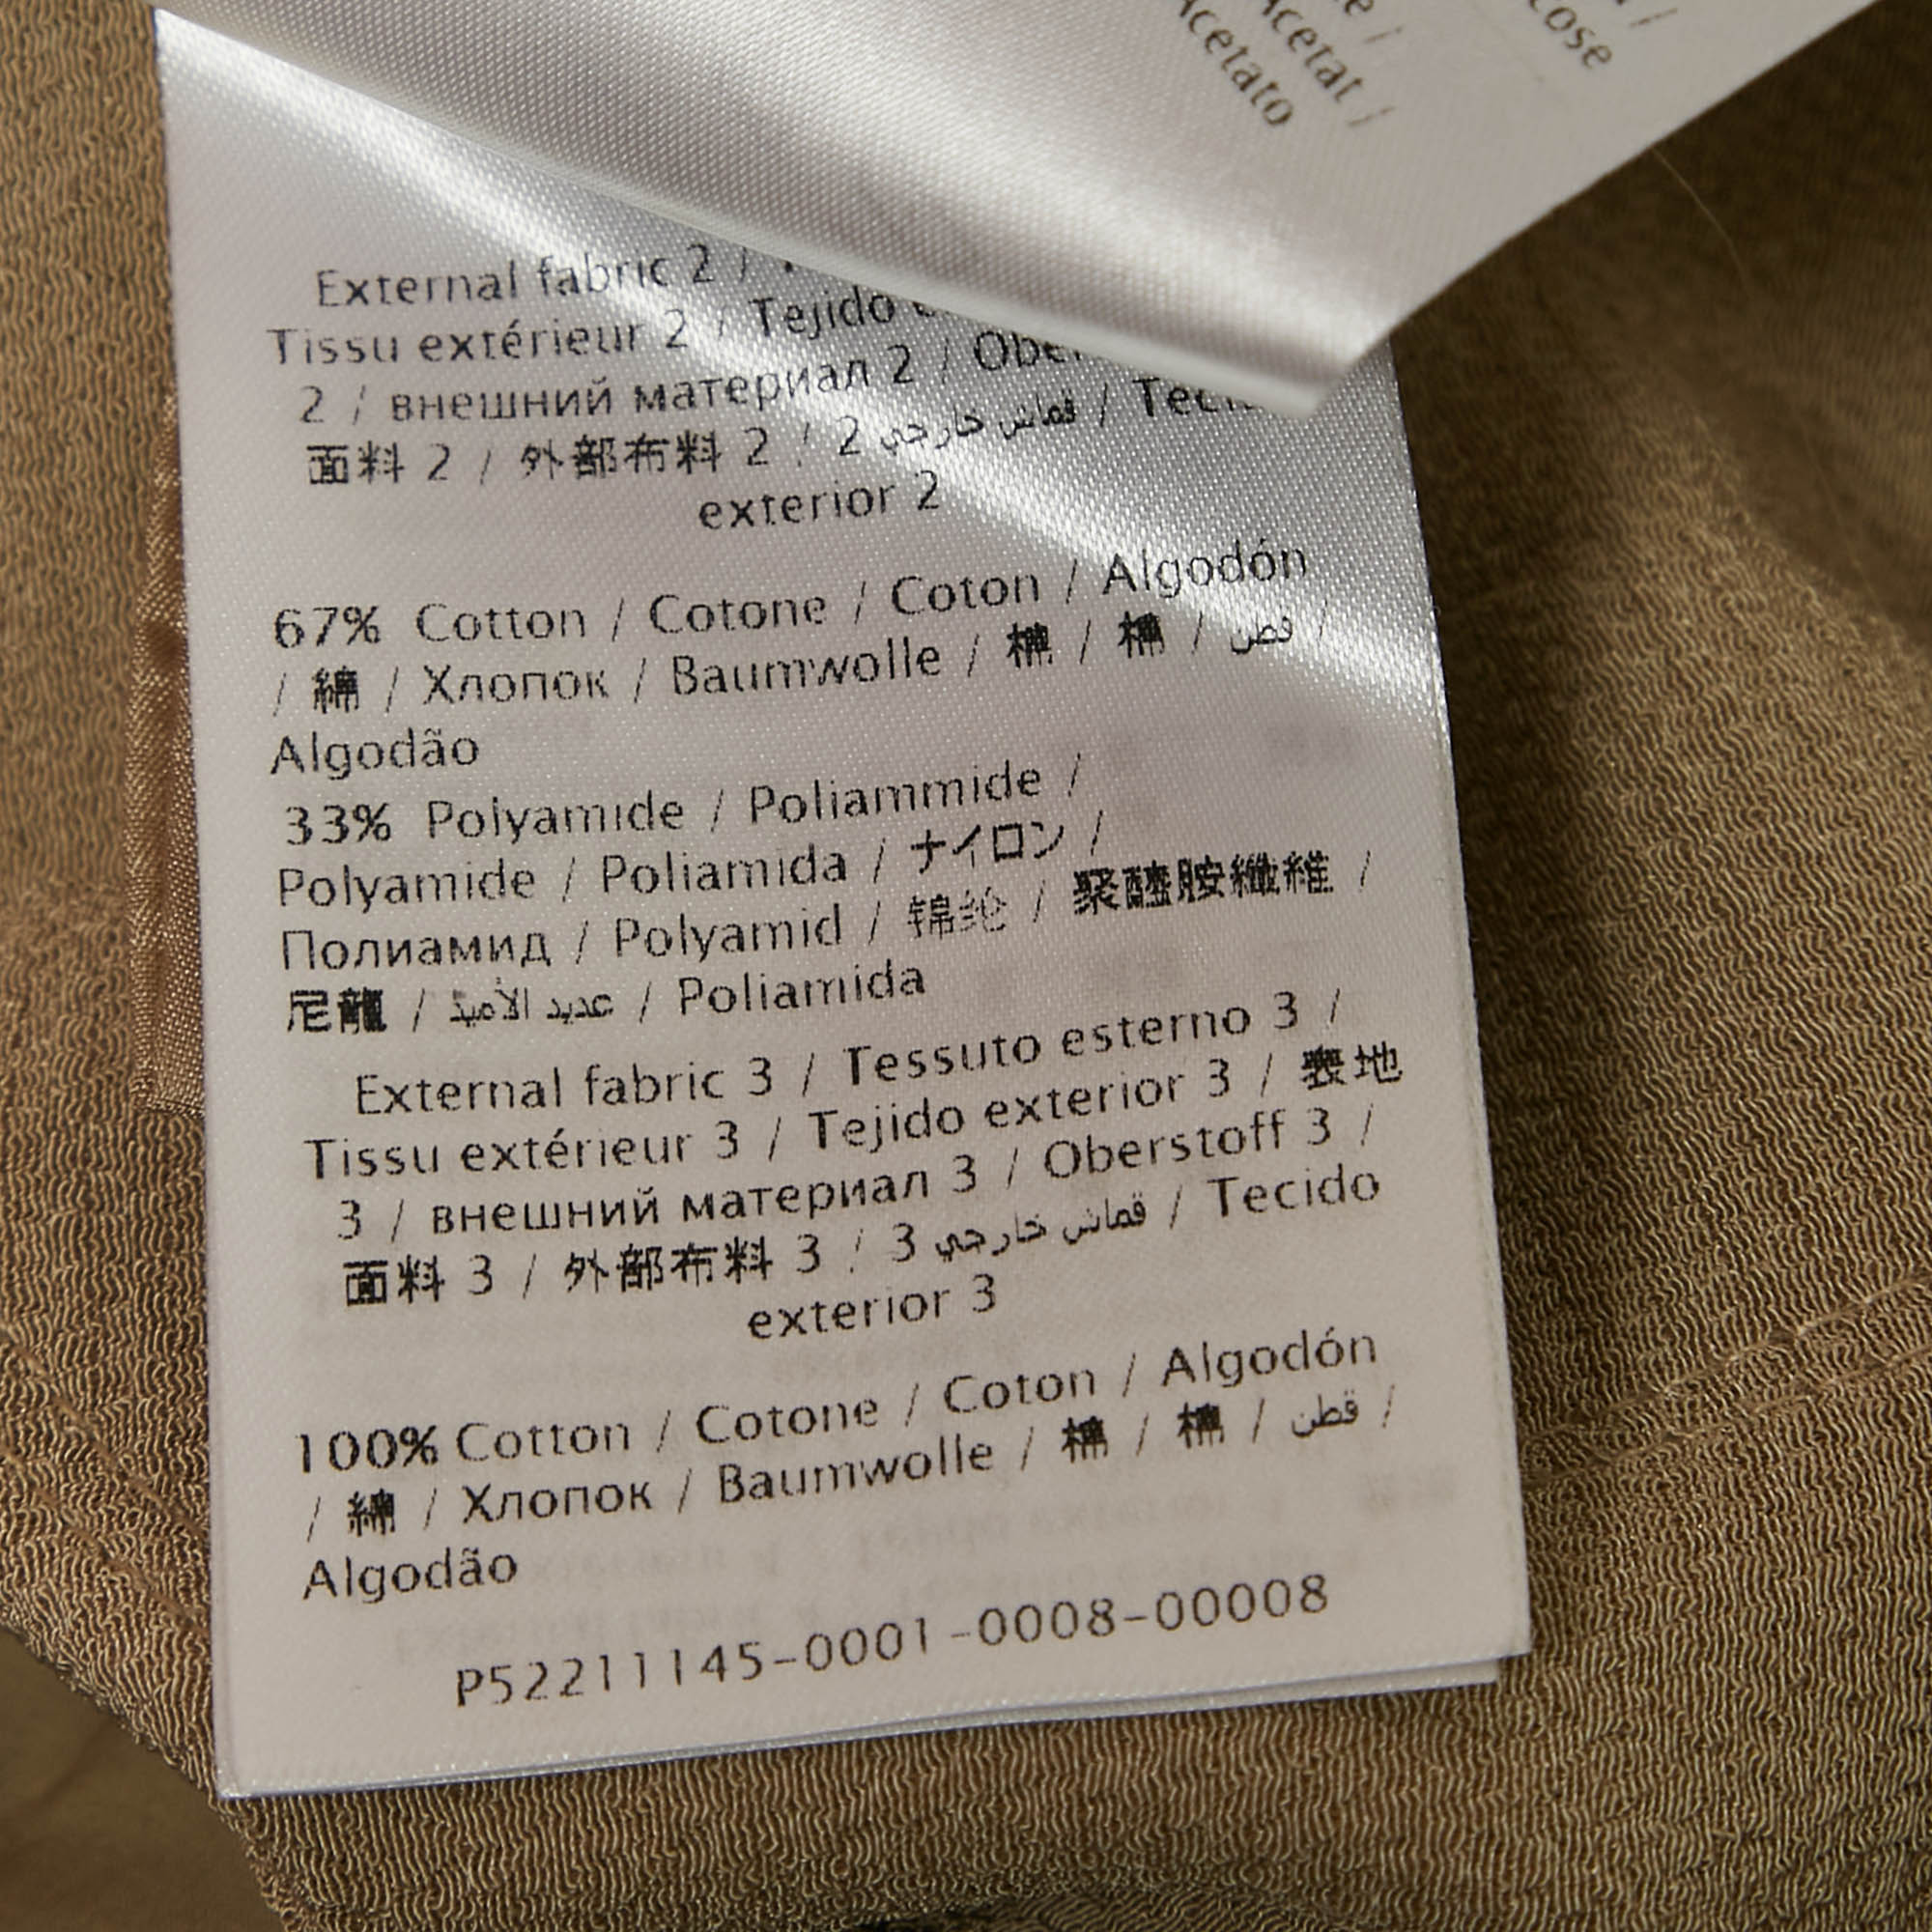 Acetat /
Acetato
External fabric 2 /
Tissu extérieur 2 / Tejido
2 / внешний материал 2 /
面料 2 / 外部布料 2 / 2 قماش خارجي /
exterior 2
67% Cotton / Cotone / Coton / Algodón
/ 綿 / Хлопок / Baumwolle / 棉 / 棉 / قطن /
Algodão
33% Polyamide / Poliammide /
Polyamide / Poliamida / ナイロン /
Полиамид / Polyamid / 锦纶 / 聚醯胺纖維 /
尼龍 / عديد الأميد / Poliamida
External fabric 3 / Tessuto esterno 3 /
Tissu extérieur 3 / Tejido exterior 3 / 表地
3 / внешний материал 3 / Oberstoff 3 /
面料 3 / 外部布料 3 / 3 قماش خارجي / Tecido
exterior 3
100% Cotton / Cotone / Coton / Algodón
/ 綿 / Хлопок / Baumwolle / 棉 / 棉 / قطن /
Algodão
P52211145-0001-0008-00008